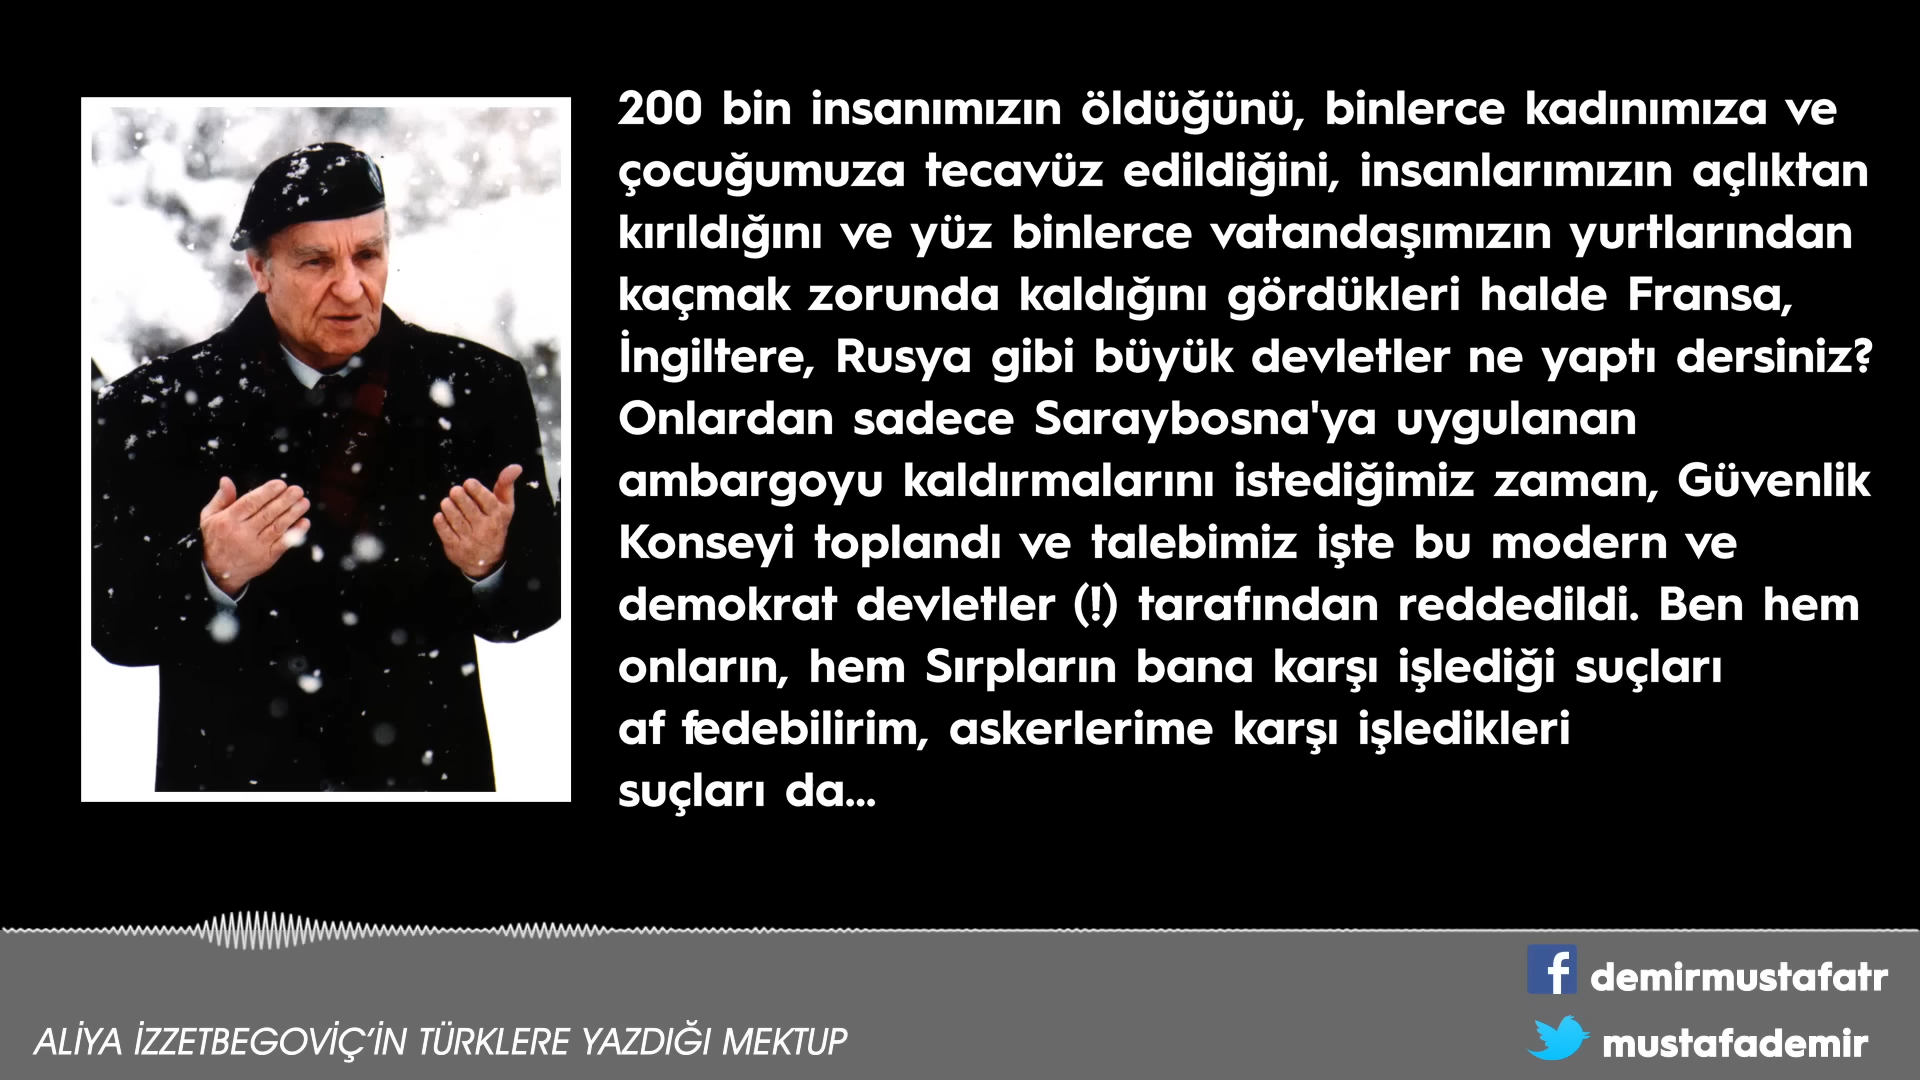 200 bin insanımızın öldüğünü, binlerce kadınımıza ve
çocuğumuza tecavüz edildiğini, insanlarımızın açlıktan
kırıldığını ve yüz binlerce vatandaşımızın yurtlarından
kaçmak zorunda kaldığını gördükleri halde Fransa,
İngiltere, Rusya gibi büyük devletler ne yaptı dersiniz?
Onlardan sadece Saraybosna'ya uygulanan
ambargoyu kaldırmalarını istediğimiz zaman, Güvenlik
Konseyi toplandı ve talebimiz işte bu modern ve
demokrat devletler (!) tarafından reddedildi. Ben hem
onların, hem Sırpların bana karşı işlediği suçları
af fedebilirim, askerlerime karşı işledikleri
suçları da...
f demirmustafatr
ALİYA İZZETBEGOVİÇ’İN TÜRKLERE YAZDIĞI MEKTUP
mustafademir